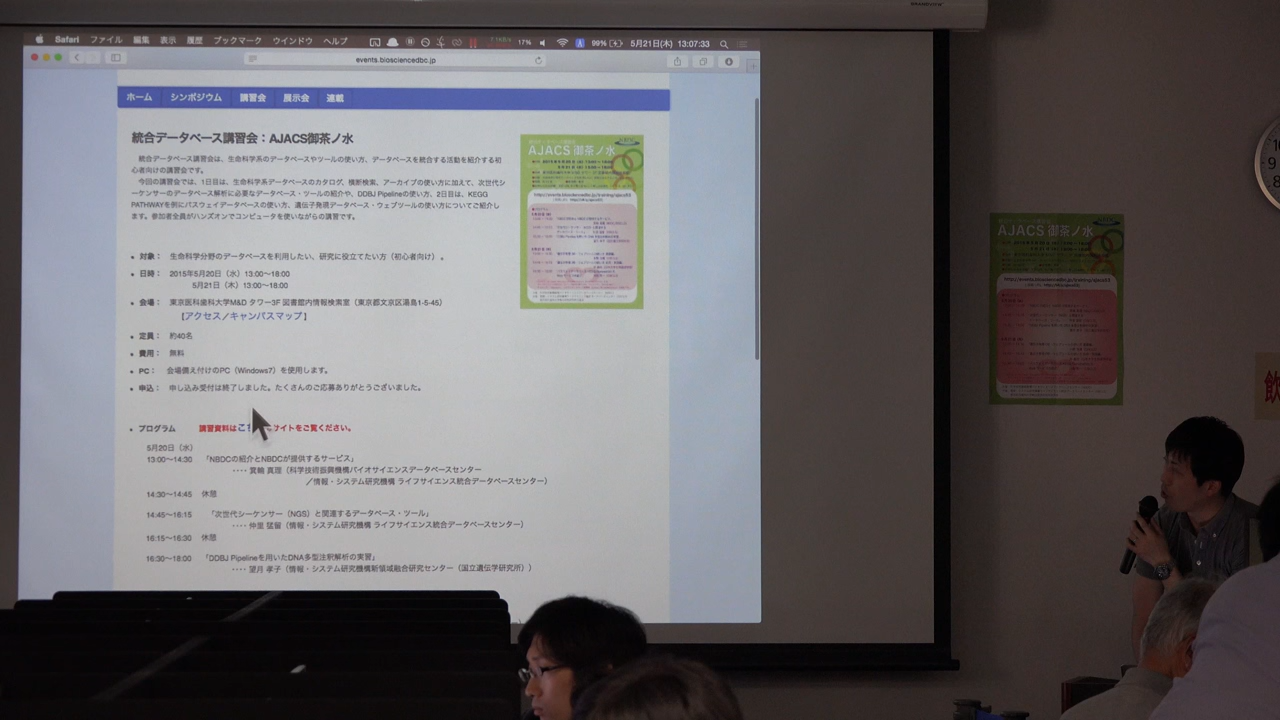 Safari ファイル 編集 表示 履歴 ブックマーク ウインドウ ヘルプ 17% 99% 5月21日(木) 13:07:33
events.biosciencedbc.jp
ホーム シンポジウム 講習会 展示会 連載
統合データベース講習会：AJACS御茶ノ水
統合データベース講習会は、生命科学系のデータベースやツールの使い方、データベースを統合する活動を紹介する初
心者向けの講習会です。
今回の講習会では、1日目は、生命科学系データベースのカタログ、横断検索、アーカイブの使い方に加えて、次世代シ
ーケンサーのデータベース解析に必要なデータベース・ツールの紹介や、DDBJ Pipelineの使い方、2日目は、KEGG
PATHWAYを例にパスウェイデータベースの使い方、遺伝子発現データベース・ウェブツールの使い方についてご紹介し
ます。参加者全員がハンズオンでコンピュータを使いながらの講習です。
• 対象： 生命科学分野のデータベースを利用したい、研究に役立てたい方（初心者向け）。
• 日時： 2015年5月20日（水）13:00～18:00
5月21日（木）13:00～18:00
• 会場： 東京医科歯科大学M&D タワー3F 図書館内情報検索室（東京都文京区湯島1-5-45）
[アクセス／キャンパスマップ]
• 定員： 約40名
• 費用： 無料
• PC： 会場備え付けのPC（Windows7）を使用します。
• 申込： 申し込み受付は終了しました。たくさんのご応募ありがとうございました。
• プログラム 講習資料はこ サイトをご覧ください。
5月20日（水）
13:00～14:30 「NBDCの紹介とNBDCが提供するサービス」
････ 箕輪 真理（科学技術振興機構バイオサイエンスデータベースセンター
／情報・システム研究機構 ライフサイエンス統合データベースセンター）
14:30～14:45 休憩
14:45～16:15 「次世代シーケンサー（NGS）と関連するデータベース・ツール」
････ 仲里 猛留（情報・システム研究機構 ライフサイエンス統合データベースセンター）
16:15～16:30 休憩
16:30～18:00 「DDBJ Pipelineを用いたDNA多型注釈解析の実習」
････ 望月 孝子（情報・システム研究機構新領域融合研究センター（国立遺伝学研究所））
AJACS 御茶ノ水
http://events.biosciencedbc.jp/training/ajacs53
AJACS 御茶ノ水
http://events.biosciencedbc.jp/training/ajacs53
飲
10
9
8